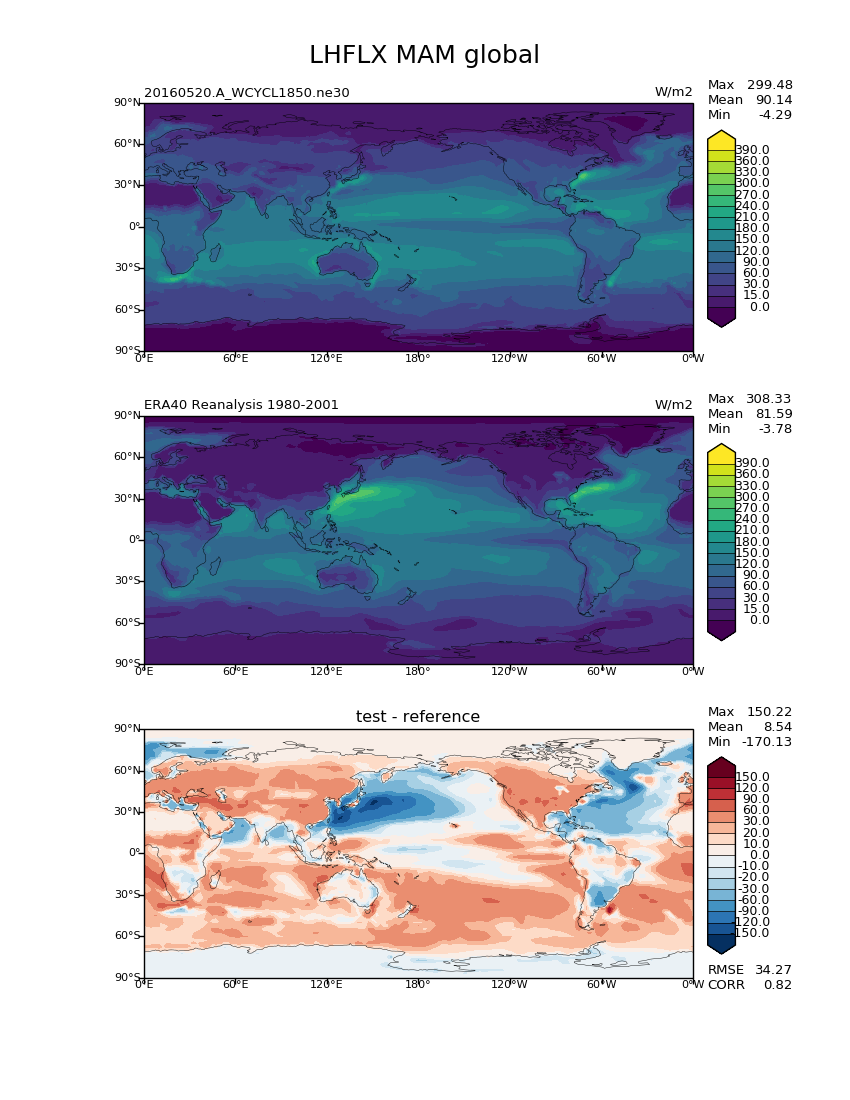 LHFLX MAM global
20160520.A_WCYCL1850.ne30 W/m2
Max 299.48
Mean 90.14
Min -4.29
90°N
60°N
30°N
0°
30°S
60°S
90°S
0°E 60°E 120°E 180° 120°W 60°W 0°W
390.0
360.0
330.0
300.0
270.0
240.0
210.0
180.0
150.0
120.0
90.0
60.0
30.0
15.0
0.0
ERA40 Reanalysis 1980-2001 W/m2
Max 308.33
Mean 81.59
Min -3.78
90°N
60°N
30°N
0°
30°S
60°S
90°S
0°E 60°E 120°E 180° 120°W 60°W 0°W
390.0
360.0
330.0
300.0
270.0
240.0
210.0
180.0
150.0
120.0
90.0
60.0
30.0
15.0
0.0
test - reference
Max 150.22
Mean 8.54
Min -170.13
90°N
60°N
30°N
0°
30°S
60°S
90°S
0°E 60°E 120°E 180° 120°W 60°W 0°W
150.0
120.0
90.0
60.0
30.0
20.0
10.0
0.0
-10.0
-20.0
-30.0
-60.0
-90.0
-120.0
-150.0
RMSE 34.27
CORR 0.82